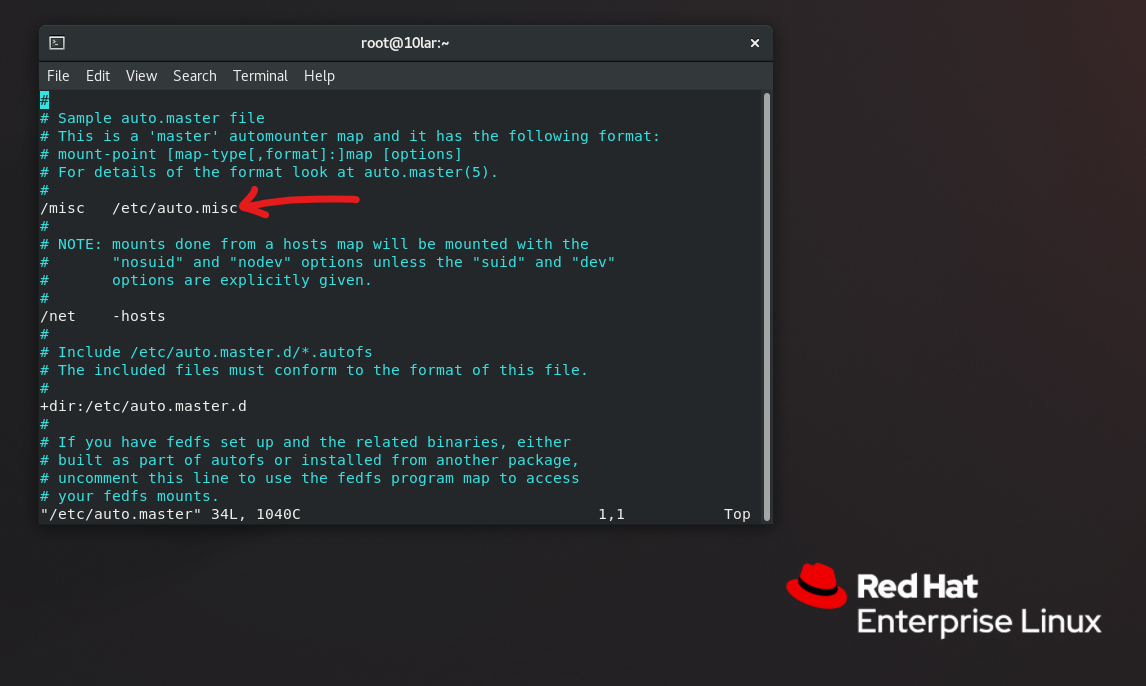 root@10lar:~
File Edit View Search Terminal Help
#
# Sample auto.master file
# This is a 'master' automounter map and it has the following format:
# mount-point [map-type[,format]:]map [options]
# For details of the format look at auto.master(5).
#
/misc   /etc/auto.misc
#
# NOTE: mounts done from a hosts map will be mounted with the
#       "nosuid" and "nodev" options unless the "suid" and "dev"
#       options are explicitly given.
#
/net    -hosts
#
# Include /etc/auto.master.d/*.autofs
# The included files must conform to the format of this file.
#
+dir:/etc/auto.master.d
#
# If you have fedfs set up and the related binaries, either
# built as part of autofs or installed from another package,
# uncomment this line to use the fedfs program map to access
# your fedfs mounts.
"/etc/auto.master" 34L, 1040C 1,1 Top
Red Hat
Enterprise Linux